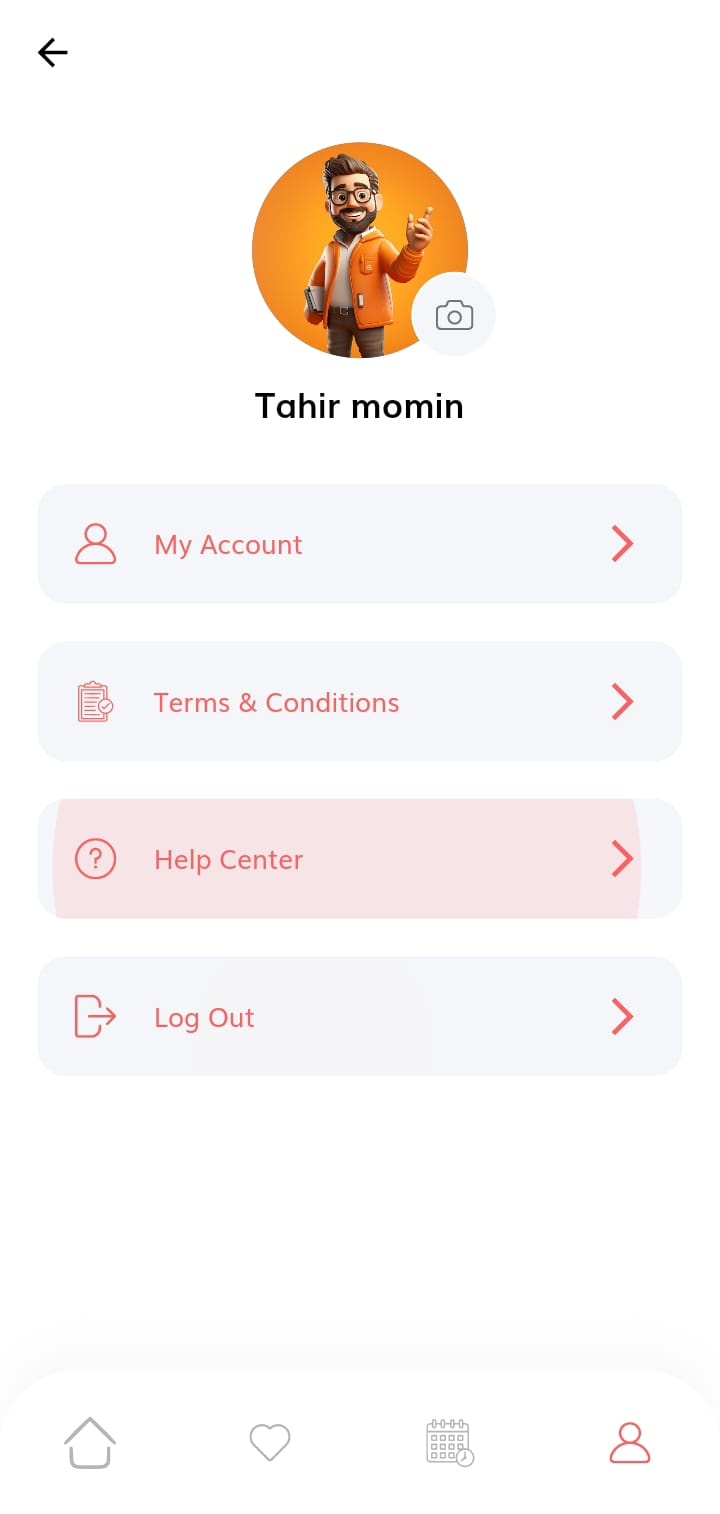 Tahir momin
My Account
Terms & Conditions
Help Center
Log Out